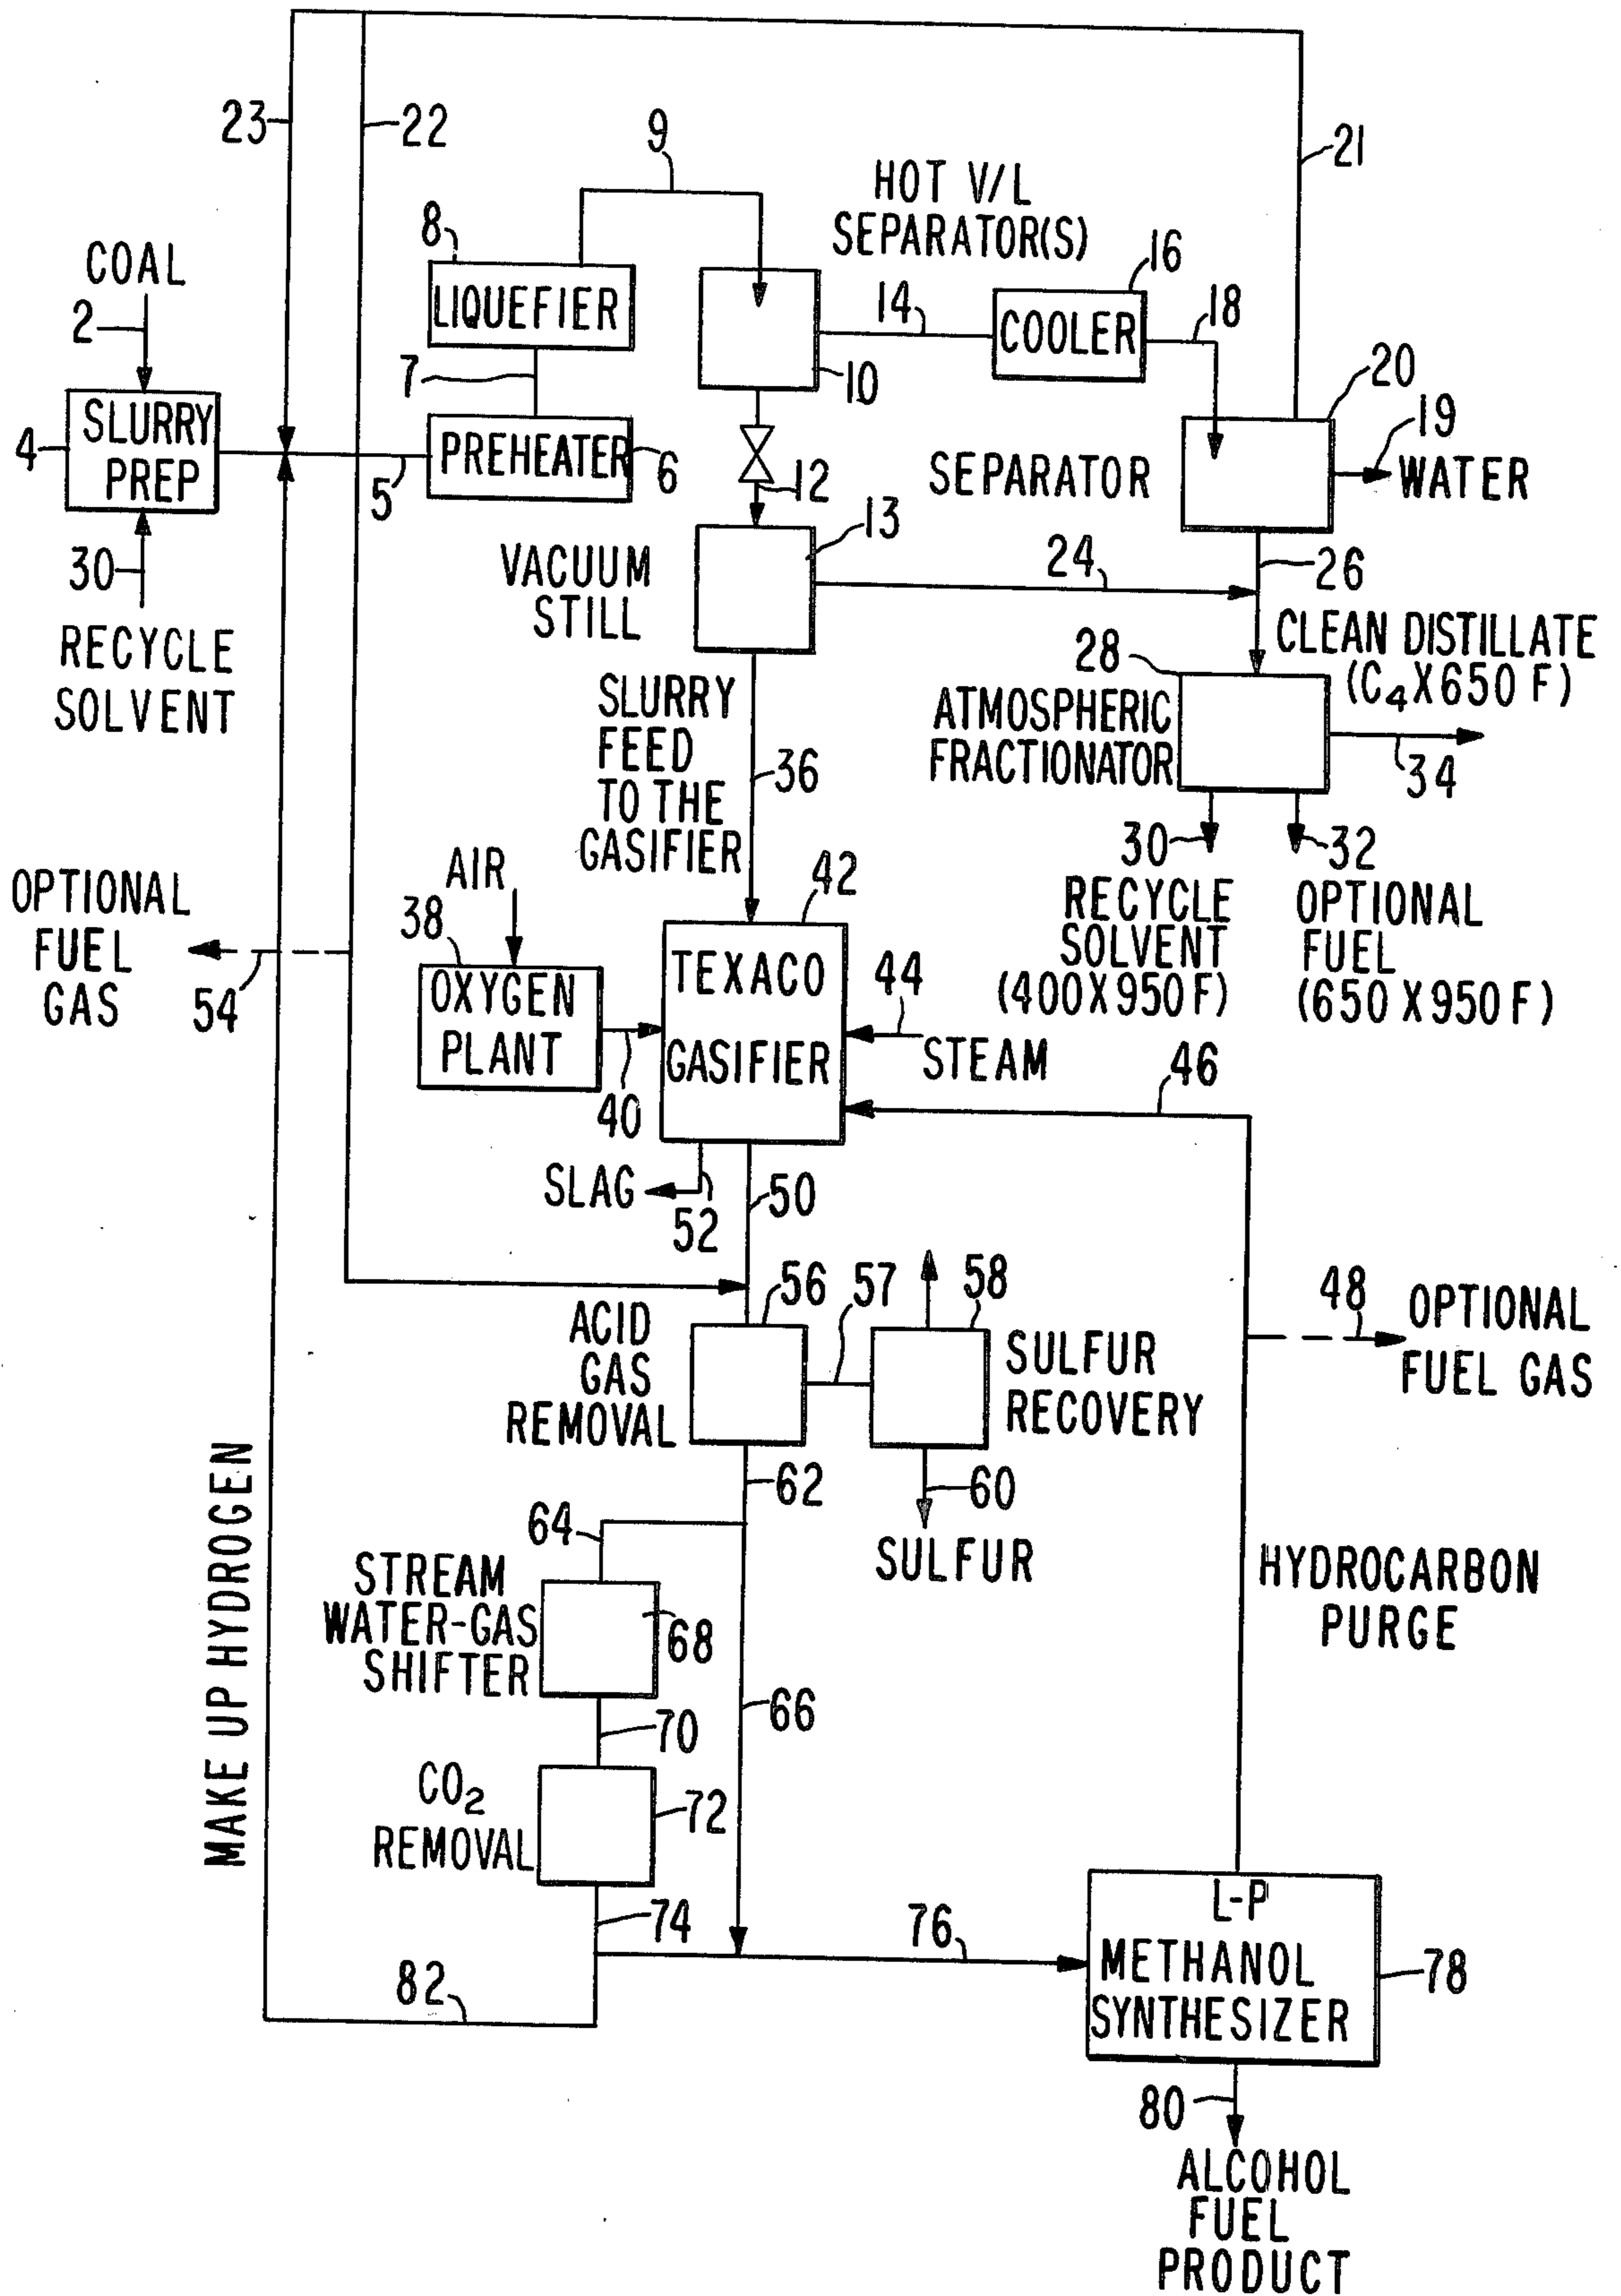 23
22
9
21
HOT V/L
SEPARATOR(S)
8
16
COAL
2
LIQUEFIER
14
COOLER
18
7
10
20
4
SLURRY
PREP
5
PREHEATER
6
12
SEPARATOR
19
WATER
30
RECYCLE
SOLVENT
VACUUM
STILL
13
24
26
CLEAN DISTILLATE
(C₄X650 F)
28
ATMOSPHERIC
FRACTIONATOR
34
SLURRY
FEED
TO THE
GASIFIER
36
30
RECYCLE
SOLVENT
(400X950 F)
32
OPTIONAL
FUEL
(650 X 950 F)
OPTIONAL
FUEL
GAS
54
AIR
38
OXYGEN
PLANT
40
42
TEXACO
GASIFIER
44
STEAM
46
SLAG
52
50
56
57
58
48
OPTIONAL
FUEL GAS
ACID
GAS
REMOVAL
SULFUR
RECOVERY
62
60
SULFUR
64
STREAM
WATER-GAS
SHIFTER
68
HYDROCARBON
PURGE
MAKE UP HYDROGEN
66
70
CO₂
REMOVAL
72
74
76
82
L-P
METHANOL
SYNTHESIZER
78
80
ALCOHOL
FUEL
PRODUCT